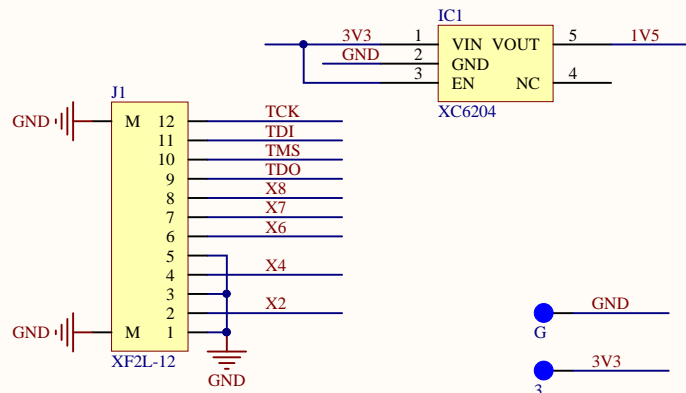 IC1
3V3 1 VIN VOUT 5 1V5
GND 2 GND
3 EN NC 4
XC6204
J1
GND M 12 TCK
11 TDI
10 TMS
9 TDO
8 X8
7 X7
6 X6
5
4 X4
3
2 X2
GND M 1
XF2L-12
GND
GND
G
3V3
3